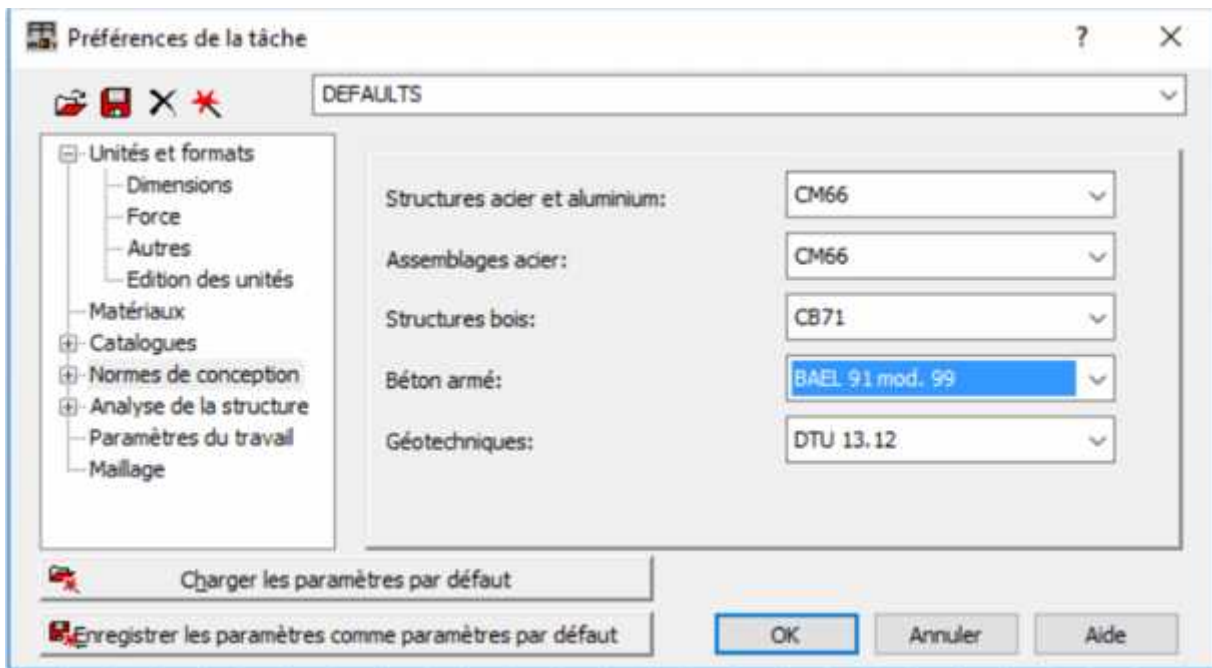 Préférences de la tâche
?
DEFAULTS
Unités et formats
Dimensions
Force
Autres
Edition des unités
Matériaux
Catalogues
Normes de conception
Analyse de la structure
Paramètres du travail
Maillage
Structures acier et aluminium: CM66
Assemblages acier: CM66
Structures bois: CB71
Béton armé: BAEL 91 mod. 99
Géotechniques: DTU 13.12
Charger les paramètres par défaut
Enregistrer les paramètres comme paramètres par défaut
OK Annuler Aide